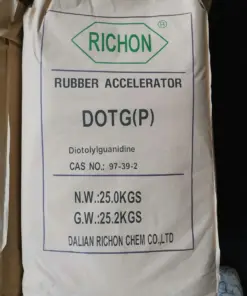 RICHON
RUBBER ACCELERATOR
DOTG(P)
Diotolylguanidine
CAS NO.: 97-39-2
N.W.:25.0KGS
G.W.:25.2KGS
DALIAN RICHON CHEM CO.,LTD